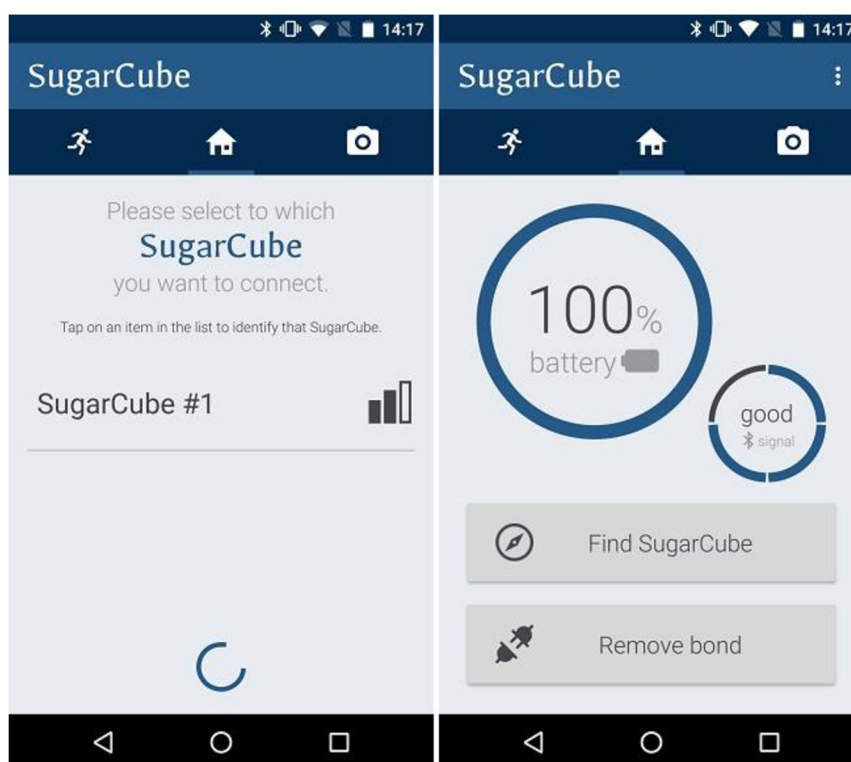 14:17
SugarCube
Please select to which
SugarCube
you want to connect.
Tap on an item in the list to identify that SugarCube.
SugarCube #1
14:17
SugarCube
100%
battery
good
signal
Find SugarCube
Remove bond